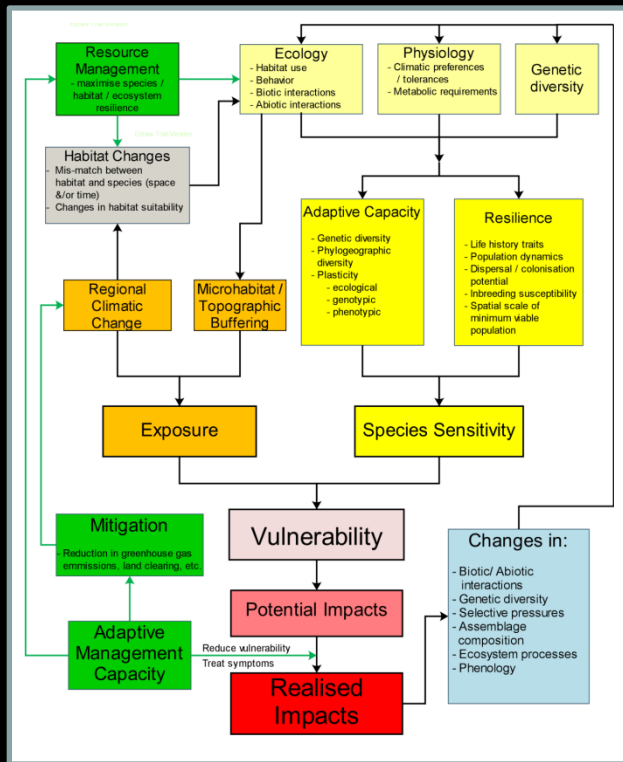 Resource
Management
- maximise species /
habitat / ecosystem
resilience
Ecology
- Habitat use
- Behavior
- Biotic interactions
- Abiotic interactions
Physiology
- Climatic preferences
/ tolerances
- Metabolic requirements
Genetic
diversity
Habitat Changes
- Mis-match between
habitat and species (space
&/or time)
- Changes in habitat suitability
Adaptive Capacity
- Genetic diversity
- Phylogeographic
diversity
- Plasticity
- ecological
- genotypic
- phenotypic
Resilience
- Life history traits
- Population dynamics
- Dispersal / colonisation
potential
- Inbreeding susceptibility
- Spatial scale of
minimum viable
population
Regional
Climatic
Change
Microhabitat /
Topographic
Buffering
Exposure
Species Sensitivity
Vulnerability
Mitigation
- Reduction in greenhouse gas
emmissions, land clearing, etc.
Potential Impacts
Changes in:
- Biotic/ Abiotic
interactions
- Genetic diversity
- Selective pressures
- Assemblage
composition
- Ecosystem processes
- Phenology
Adaptive
Management
Capacity
Reduce vulnerability
Treat symptoms
Realised
Impacts